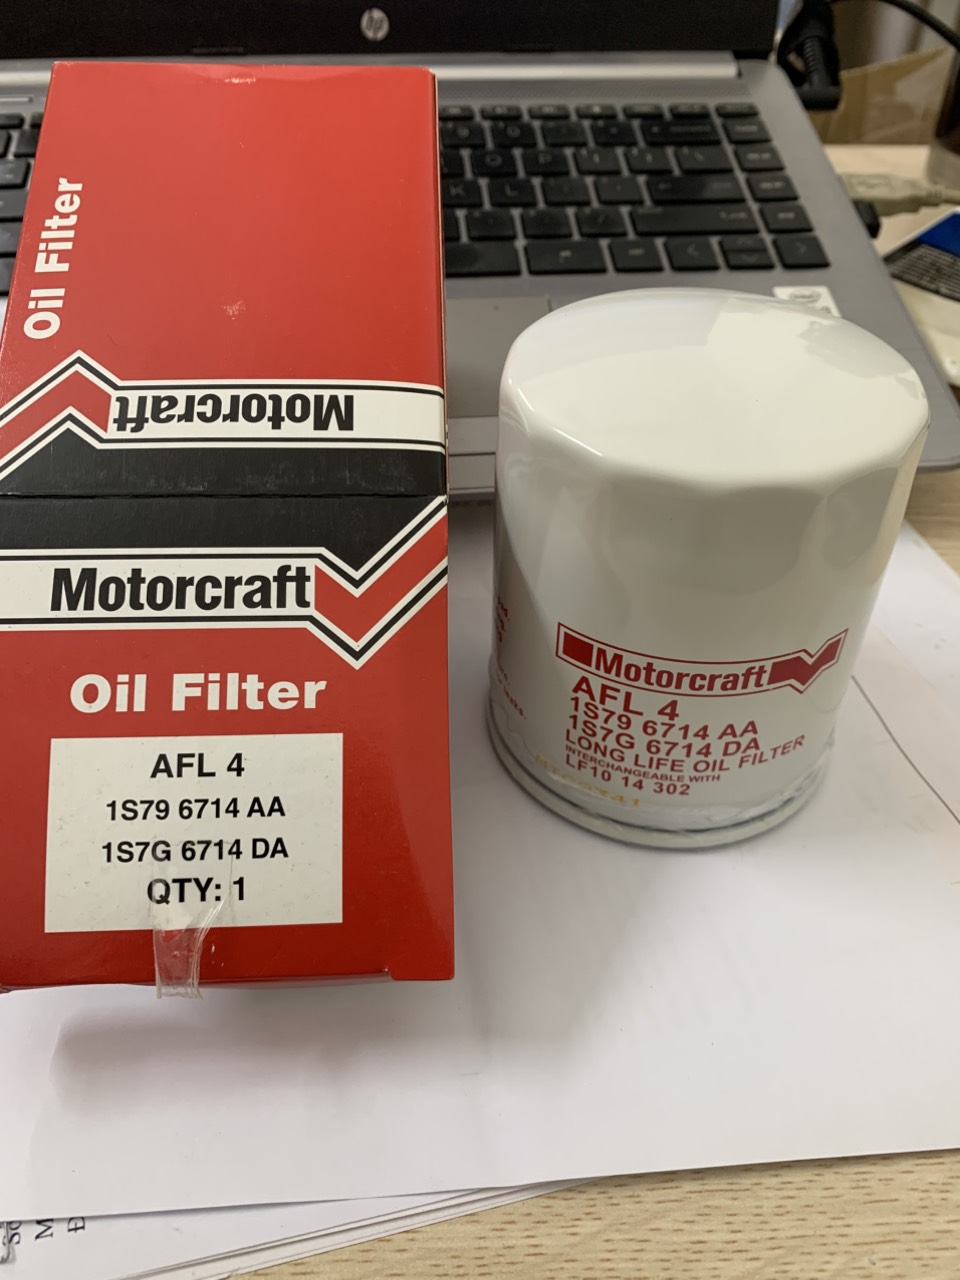 hp
Oil Filter
Motorcraft
Motorcraft
Oil Filter
AFL 4
1S79 6714 AA
1S7G 6714 DA
QTY: 1
Motorcraft
AFL 4
1S79 6714 AA
1S7G 6714 DA
LONG LIFE OIL FILTER
INTERCHANGEABLE WITH
LF10 14 302